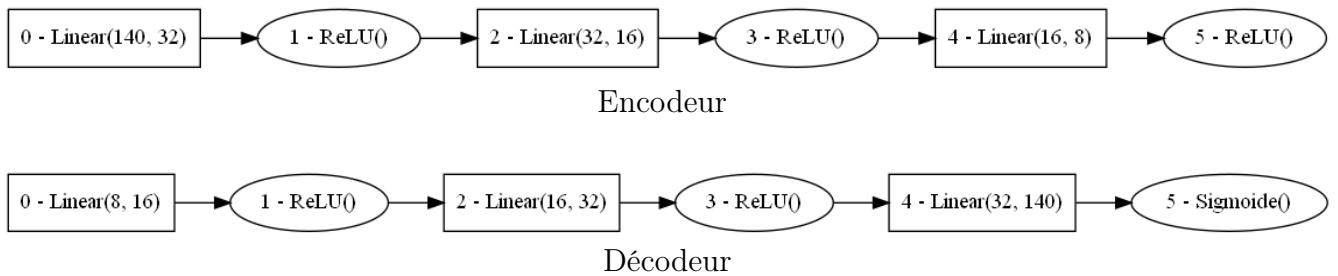 0 - Linear(140, 32) 1 - ReLU() 2 - Linear(32, 16) 3 - ReLU() 4 - Linear(16, 8) 5 - ReLU()
Encodeur
0 - Linear(8, 16) 1 - ReLU() 2 - Linear(16, 32) 3 - ReLU() 4 - Linear(32, 140) 5 - Sigmoide()
Décodeur